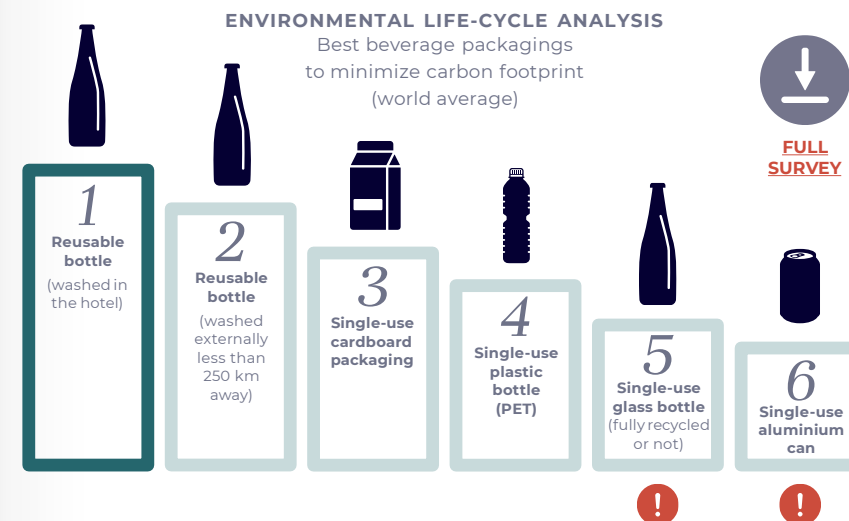 ENVIRONMENTAL LIFE-CYCLE ANALYSIS
Best beverage packagings
to minimize carbon footprint
(world average)
FULL
SURVEY
1
Reusable
bottle
(washed in
the hotel)
2
Reusable
bottle
(washed
externally
less than
250 km
away)
3
Single-use
cardboard
packaging
4
Single-use
plastic
bottle
(PET)
5
Single-use
glass bottle
(fully recycled
or not)
6
Single-use
aluminium
can
!
!